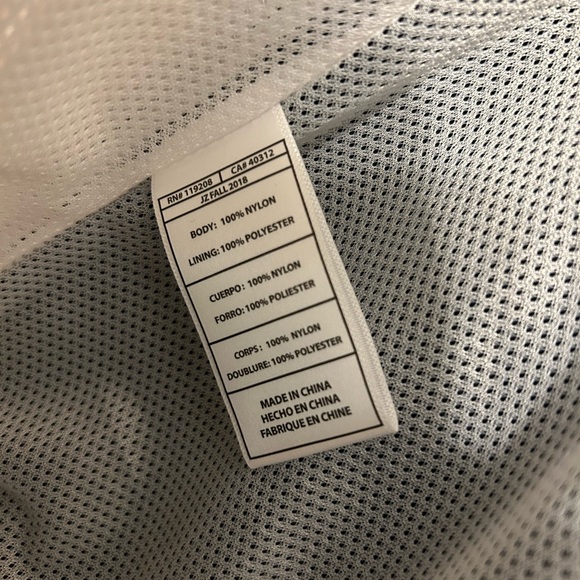 RN# 119208 CA# 40312
JZ FALL 2018
BODY: 100% NYLON
LINING: 100% POLYESTER
CUERPO: 100% NYLON
FORRO: 100% POLIESTER
CORPS: 100% NYLON
DOUBLURE: 100% POLYESTER
MADE IN CHINA
HECHO EN CHINA
FABRIQUE EN CHINE